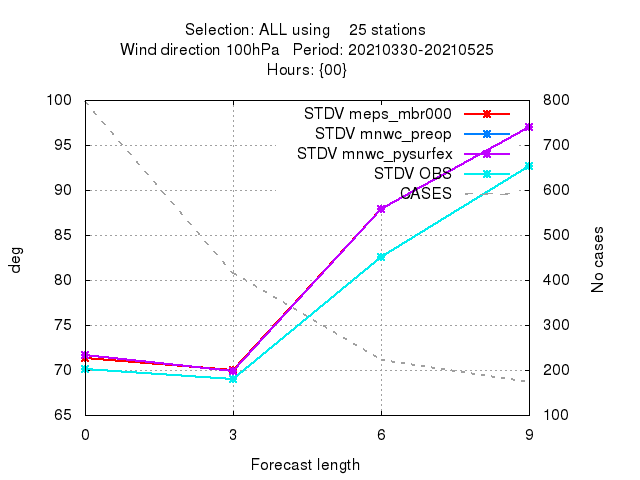 Selection: ALL using 25 stations
Wind direction 100hPa Period: 20210330-20210525
Hours: {00}
STDV meps_mbr000
STDV mnwc_preop
STDV mnwc_pysurfex
STDV OBS
CASES
100
95
90
85
80
75
70
65
deg
800
700
600
500
400
300
200
100
No cases
0 3 6 9
Forecast length